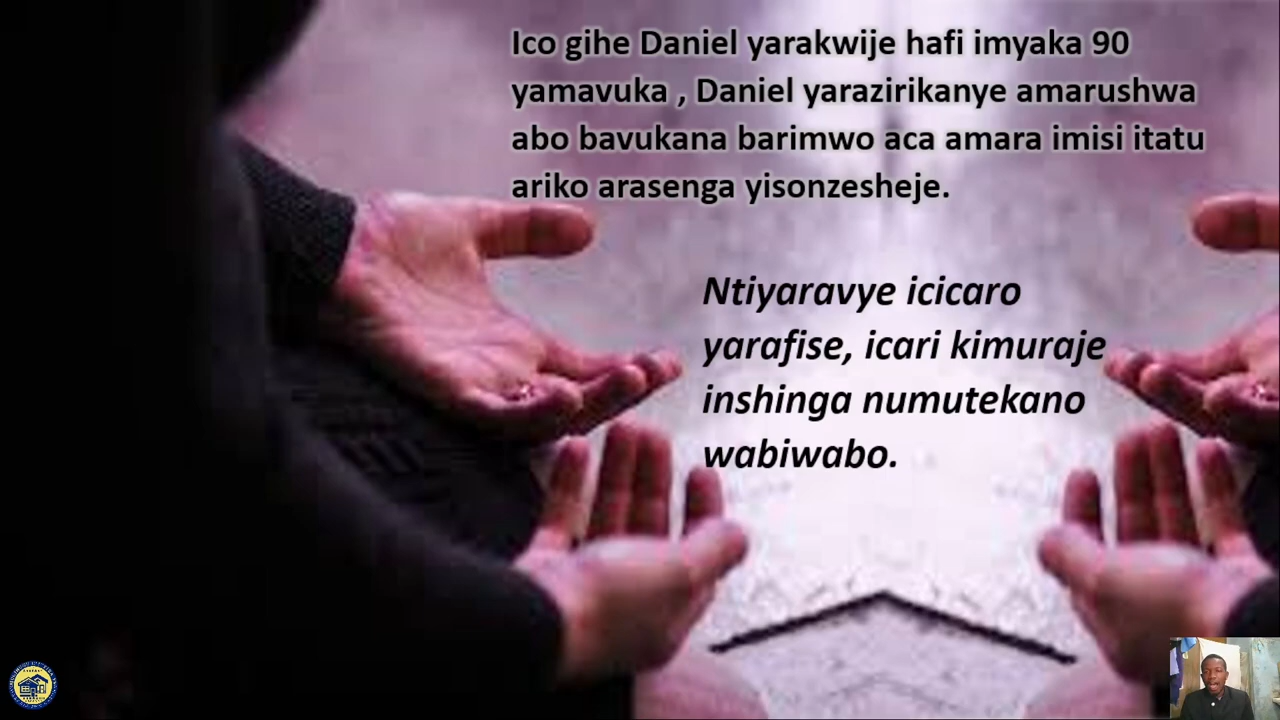 Ico gihe Daniel yarakwije hafi imyaka 90
yamavuka , Daniel yarazirikanye amarushwa
abo bavukana barimwo aca amara imisi itatu
ariko arasenga yisonzesheje.
Ntiyaravye icicaro
yarafise, icari kimuraje
inshinga numutekano
wabiwabo.